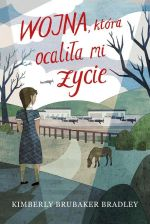 WOJNA, która
ocaliła mi
życie
KIMBERLY BRUBAKER BRADLEY